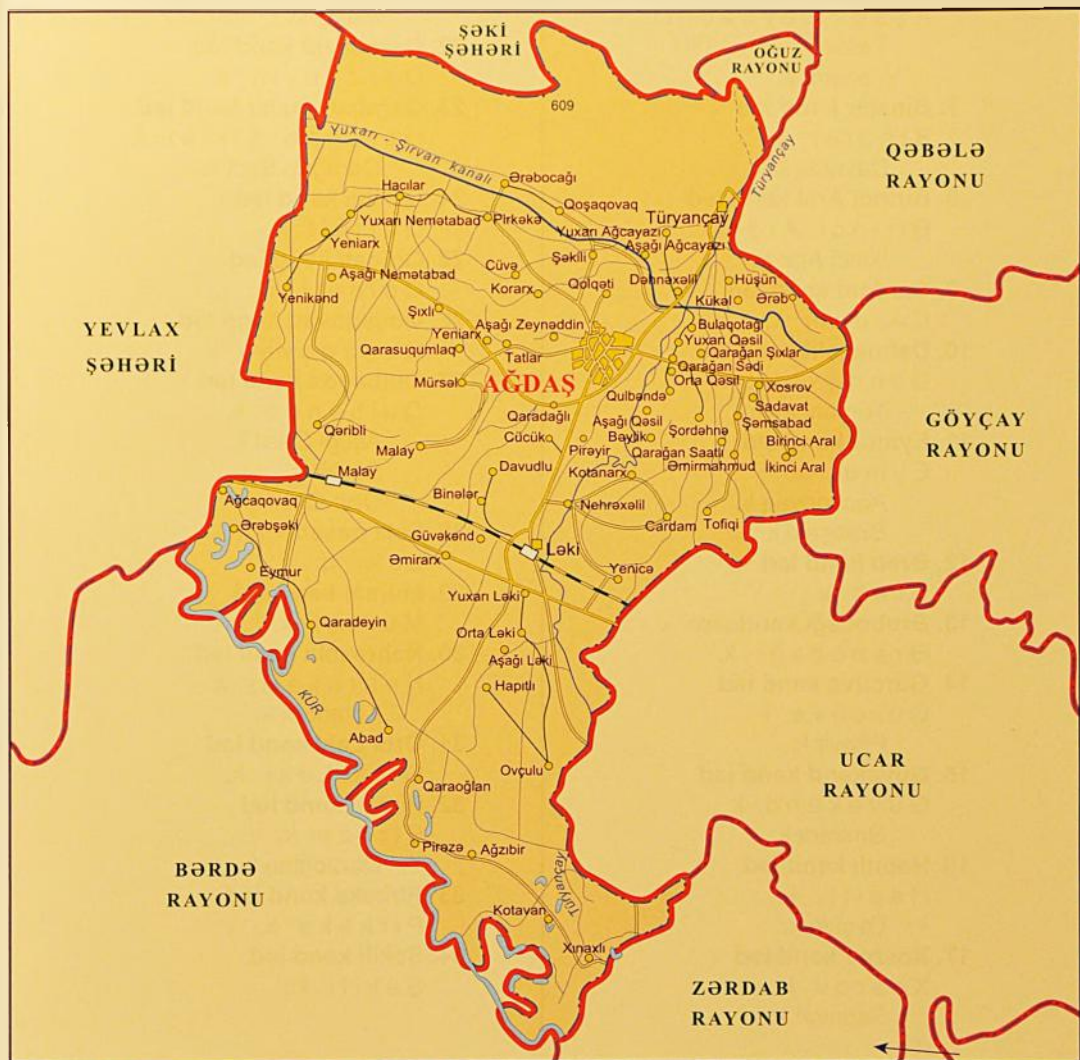 ŞƏKİ
ŞƏHƏRİ
OĞUZ
RAYONU
609
Yuxarı - Şirvan kanalı
Türyançay
QƏBƏLƏ
RAYONU
Ərəbocağı
Hacılar
Qoşaqovaq
Türyançay
Yuxarı Nemətabad
Pirkəkə
Yuxarı Ağcayazı
Yeniarx
Aşağı Ağcayazı
Şəkili
Cüvə
Aşağı Nemətabad
Dəhnəxəlil
Hüşün
Korarx
Qolqəti
Yenikənd
Kükəl
Ərəb
Şıxlı
YEVLAX
ŞƏHƏRİ
Aşağı Zeynəddin
Bulaqotağı
Yeniarx
Yuxarı Qəsil
Qarasuqumlaq
Tatlar
Qarağan Şıxlar
Qarağan Sədi
Mürsəl
AĞDAŞ
Orta Qəsil
Xosrov
Qulbəndə
Sadavat
Qaradağlı
Aşağı Qəsil
Şordəhnə
Şəmsabad
GÖYÇAY
RAYONU
Qəribli
Cücük
Bəylik
Birinci Aral
Malay
Pirəyir
Qarağan Saatlı
Əmirmahmud
İkinci Aral
Malay
Davudlu
Kotanarx
Ağcaqovaq
Binələr
Nehrəxəlil
Cardam
Tofiqi
Ərəbşəki
Güvəkənd
Ləki
Əmirarx
Eymur
Yenicə
Yuxarı Ləki
Qaradeyin
Orta Ləki
Aşağı Ləki
Hapıtlı
KÜR
Abad
UCAR
RAYONU
Ovçulu
Qaraoğlan
Pirəzə
Ağzıbir
BƏRDƏ
RAYONU
Türyançay
Kotavan
Xınaxlı
ZƏRDAB
RAYONU